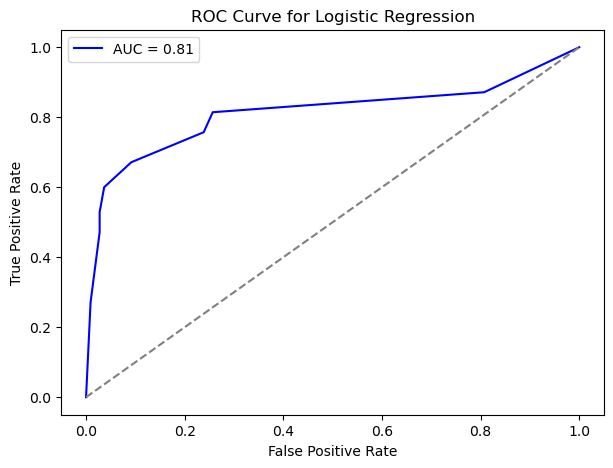 ROC Curve for Logistic Regression
AUC = 0.81
True Positive Rate
1.0
0.8
0.6
0.4
0.2
0.0
0.0 0.2 0.4 0.6 0.8 1.0
False Positive Rate